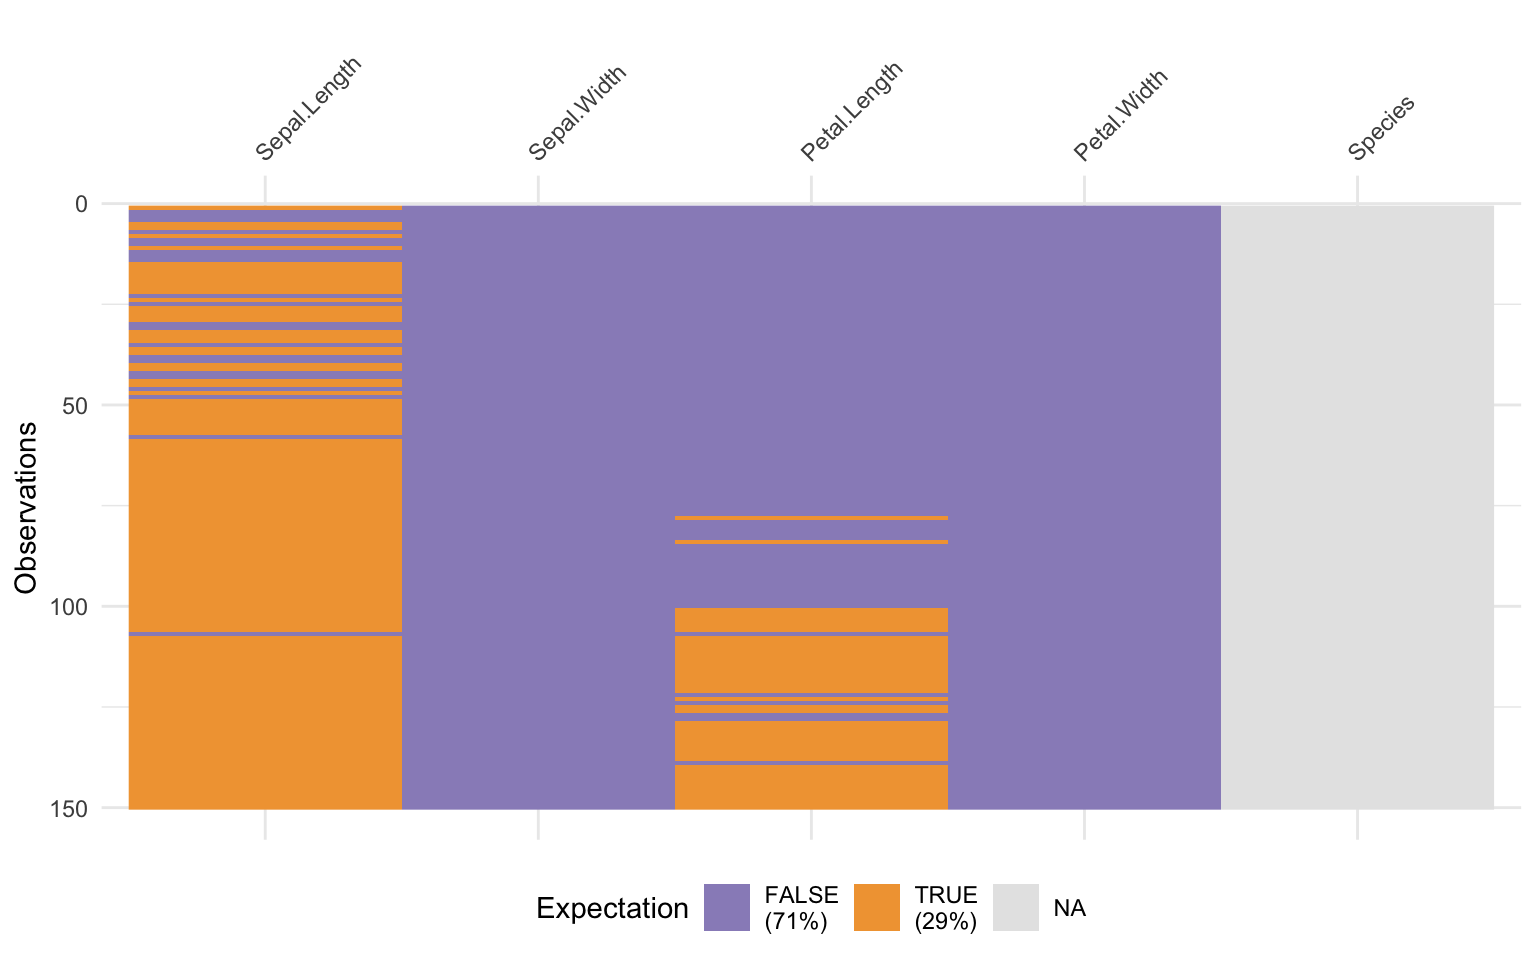 Sepal.Length
Sepal.Width
Petal.Length
Petal.Width
Species
0
50
100
150
Observations
Expectation
FALSE
(71%)
TRUE
(29%)
NA